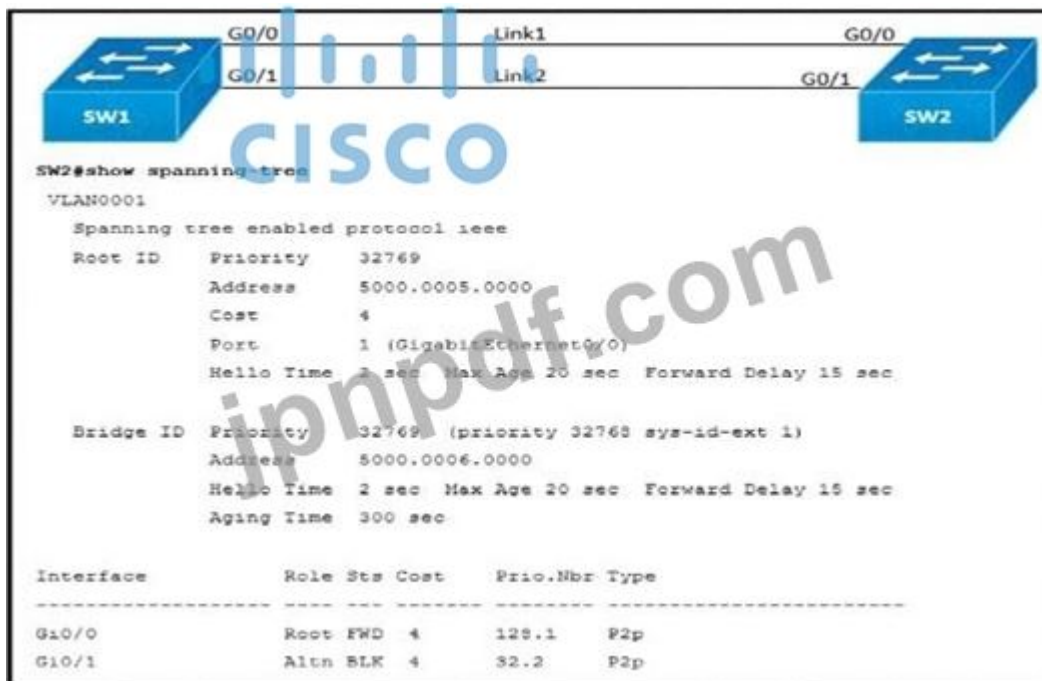 G0/0 Link1 G0/0
G0/1 Link2 G0/1
SW1 SW2
CISCO
SW2#show spanning-tree
VLAN0001
Spanning tree enabled protocol ieee
Root ID Priority 32769
Address 5000.0005.0000
Cost 4
Port 1 (GigabitEthernet0/0)
Hello Time 2 sec Max Age 20 sec Forward Delay 15 sec
jpnpdf.com
Bridge ID Priority 32769 (priority 32768 sys-id-ext 1)
Address 5000.0006.0000
Hello Time 2 sec Max Age 20 sec Forward Delay 15 sec
Aging Time 300 sec
Interface Role Sts Cost Prio.Nbr Type
------------------- ---- --- ------- -------- ------------------------
Gi0/0 Root FWD 4 128.1 P2p
Gi0/1 Altn BLK 4 32.2 P2p